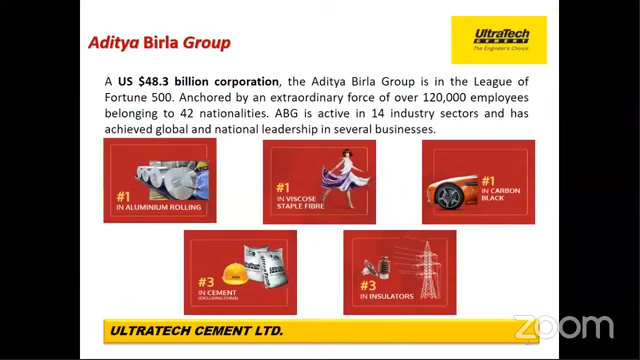 Aditya Birla Group
ULTRATECH
CEMENT
The Engineer's Choice
A US $48.3 billion corporation, the Aditya Birla Group is in the League of
Fortune 500. Anchored by an extraordinary force of over 120,000 employees
belonging to 42 nationalities. ABG is active in 14 industry sectors and has
achieved global and national leadership in several businesses.
#1
IN ALUMINIUM ROLLING
#1
IN VISCOSE
STAPLE FIBRE
#1
IN CARBON
BLACK
#3
IN CEMENT
(EXCLUDING CHINA)
#3
IN INSULATORS
ULTRATECH CEMENT LTD.
zoom